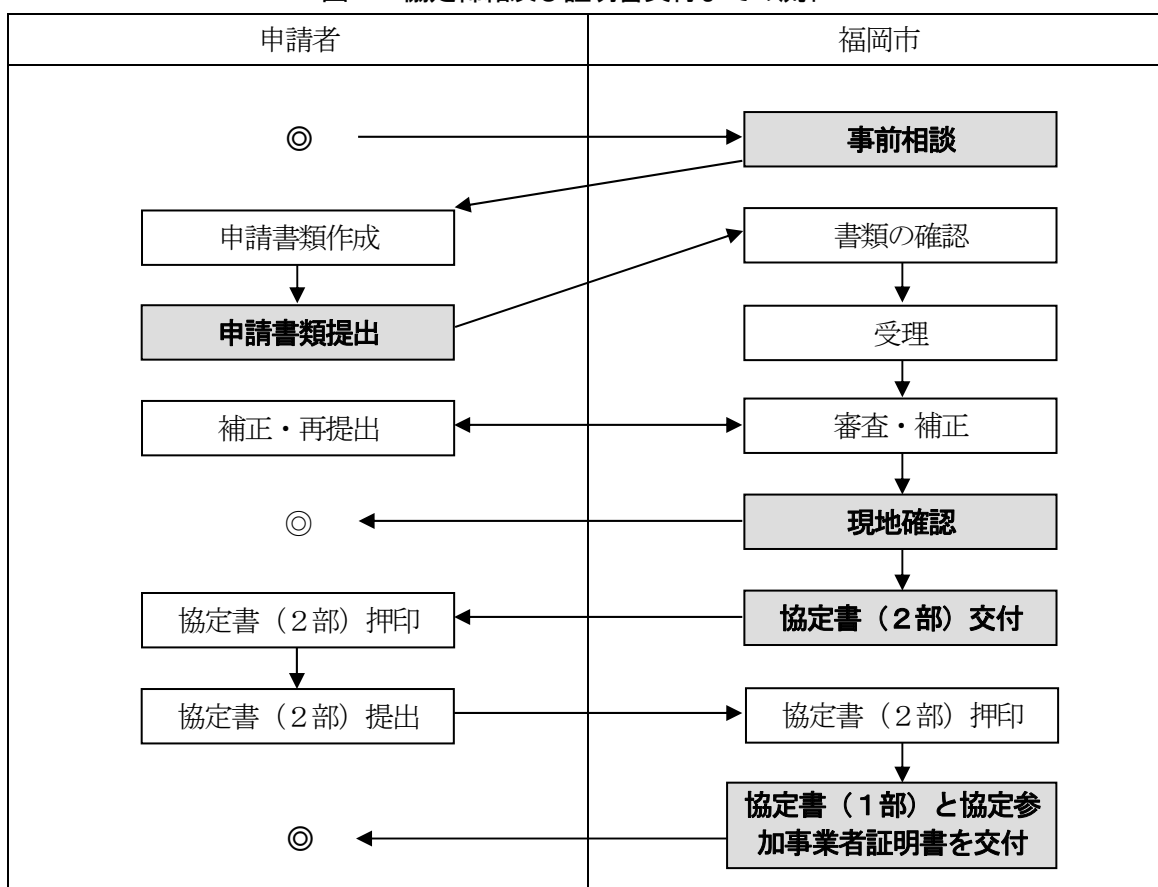 申請者
福岡市
◎
事前相談
申請書類作成
書類の確認
申請書類提出
受理
補正・再提出
審査・補正
◎
現地確認
協定書（２部）押印
協定書（２部）交付
協定書（２部）提出
協定書（２部）押印
◎
協定書（１部）と協定参
加事業者証明書を交付